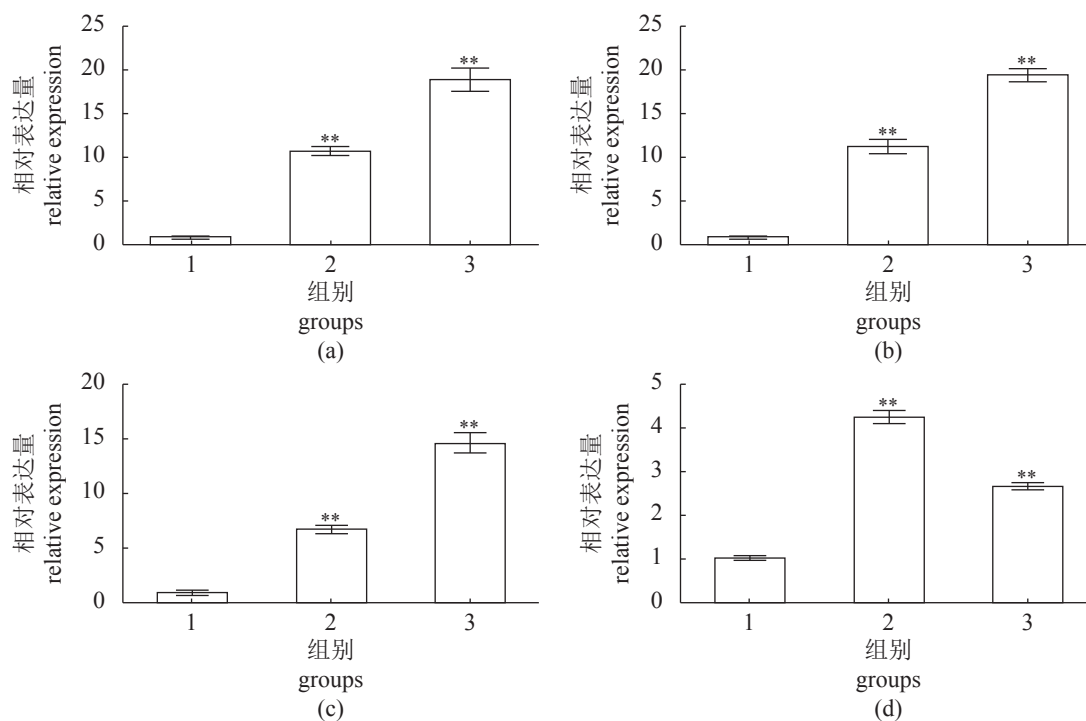 25
20
15
10
5
0
相对表达量
relative expression
**
**
1 2 3
组别
groups
(a)
25
20
15
10
5
0
相对表达量
relative expression
**
**
1 2 3
组别
groups
(b)
20
15
10
5
0
相对表达量
relative expression
**
**
1 2 3
组别
groups
(c)
5
4
3
2
1
0
相对表达量
relative expression
**
**
1 2 3
组别
groups
(d)